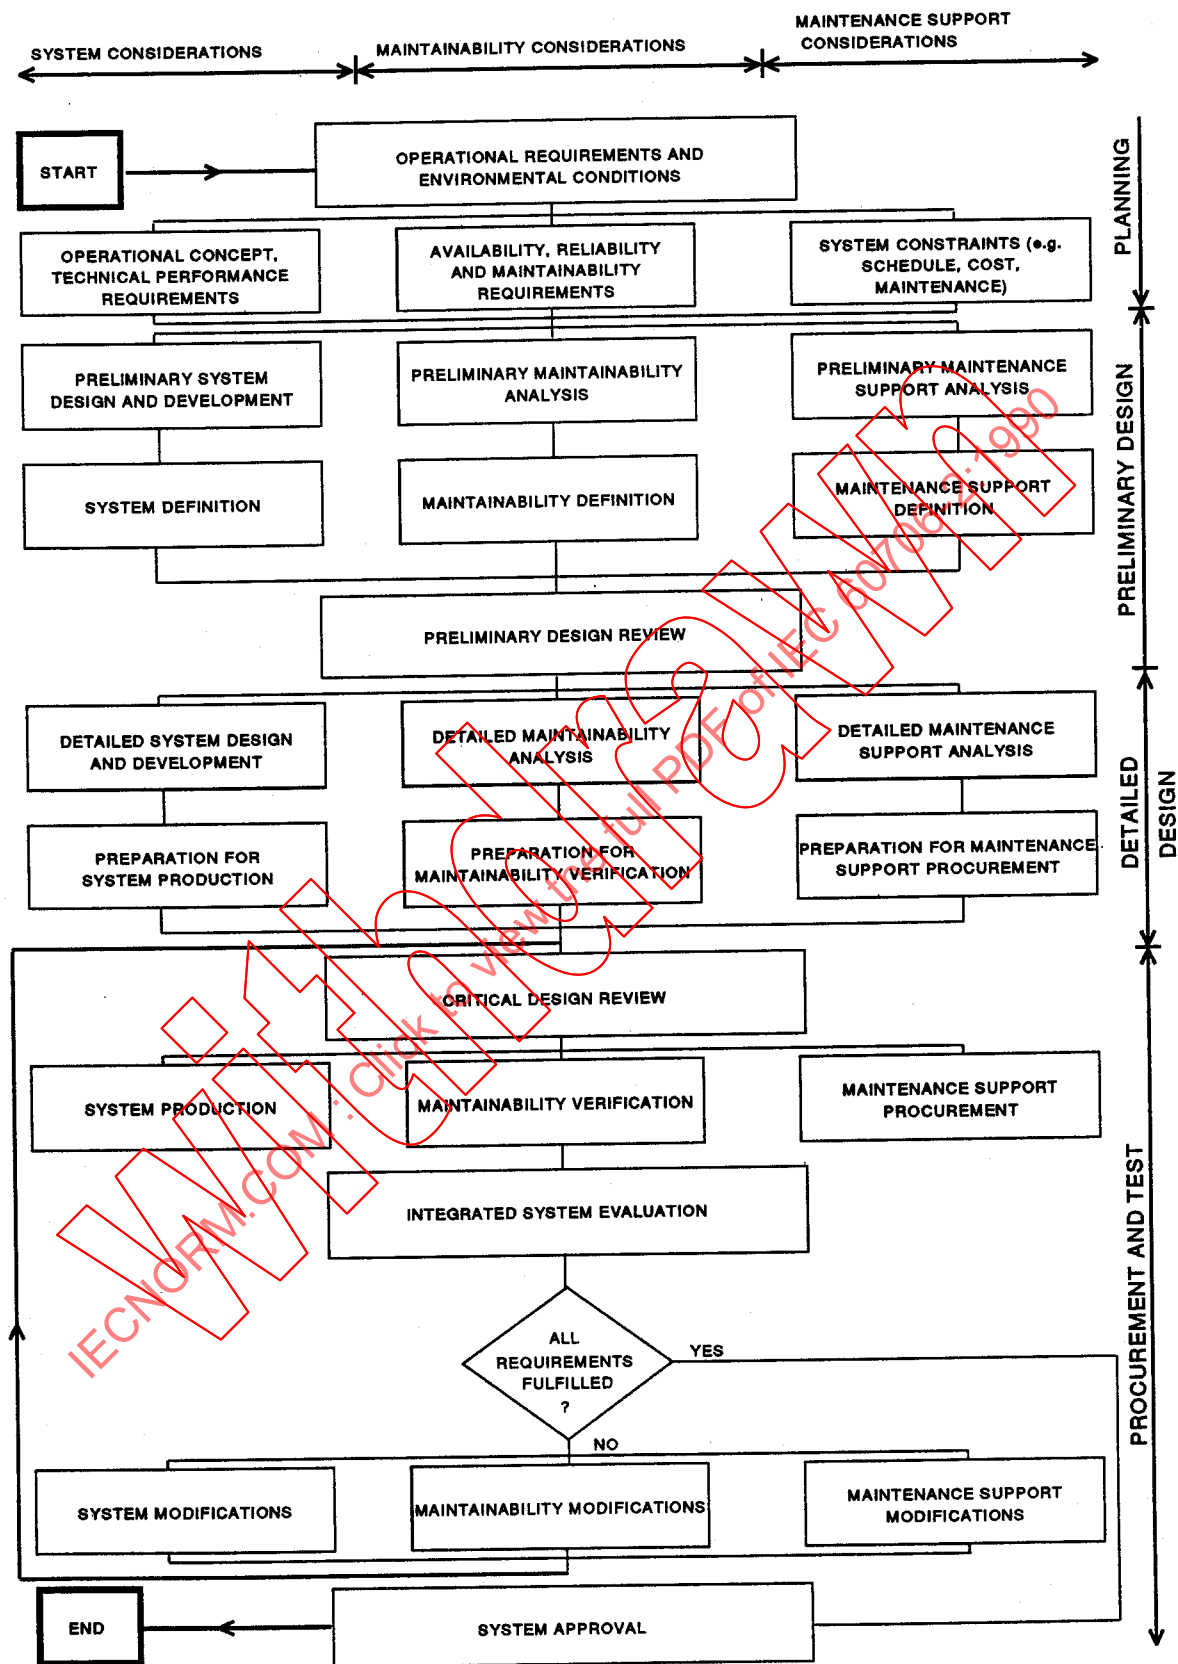 SYSTEM CONSIDERATIONS
MAINTAINABILITY CONSIDERATIONS
MAINTENANCE SUPPORT
CONSIDERATIONS
START
OPERATIONAL REQUIREMENTS AND
ENVIRONMENTAL CONDITIONS
PLANNING
OPERATIONAL CONCEPT,
TECHNICAL PERFORMANCE
REQUIREMENTS
AVAILABILITY, RELIABILITY
AND MAINTAINABILITY
REQUIREMENTS
SYSTEM CONSTRAINTS (e.g.
SCHEDULE, COST,
MAINTENANCE)
PRELIMINARY SYSTEM
DESIGN AND DEVELOPMENT
PRELIMINARY MAINTAINABILITY
ANALYSIS
PRELIMINARY MAINTENANCE
SUPPORT ANALYSIS
PRELIMINARY DESIGN
SYSTEM DEFINITION
MAINTAINABILITY DEFINITION
MAINTENANCE SUPPORT
DEFINITION
PRELIMINARY DESIGN REVIEW
DETAILED SYSTEM DESIGN
AND DEVELOPMENT
DETAILED MAINTAINABILITY
ANALYSIS
DETAILED MAINTENANCE
SUPPORT ANALYSIS
DETAILED
DESIGN
PREPARATION FOR
SYSTEM PRODUCTION
PREPARATION FOR
MAINTAINABILITY VERIFICATION
PREPARATION FOR MAINTENANCE
SUPPORT PROCUREMENT
CRITICAL DESIGN REVIEW
SYSTEM PRODUCTION
MAINTAINABILITY VERIFICATION
MAINTENANCE SUPPORT
PROCUREMENT
INTEGRATED SYSTEM EVALUATION
PROCUREMENT AND TEST
ALL
REQUIREMENTS
FULFILLED
?
YES
NO
SYSTEM MODIFICATIONS
MAINTAINABILITY MODIFICATIONS
MAINTENANCE SUPPORT
MODIFICATIONS
END
SYSTEM APPROVAL
Withdrawn
IECNORM.COM : Click to view the full PDF of IEC 60706-2:1990